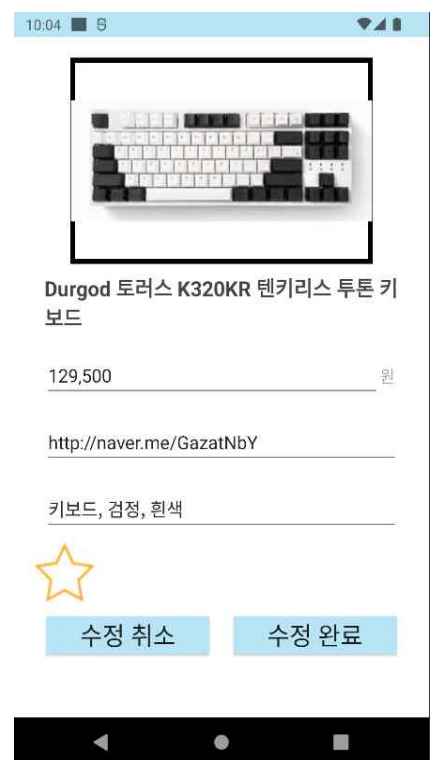 10:04
Durgod 토러스 K320KR 텐키리스 투톤 키
보드
129,500 원
http://naver.me/GazatNbY
키보드, 검정, 흰색
수정 취소 수정 완료